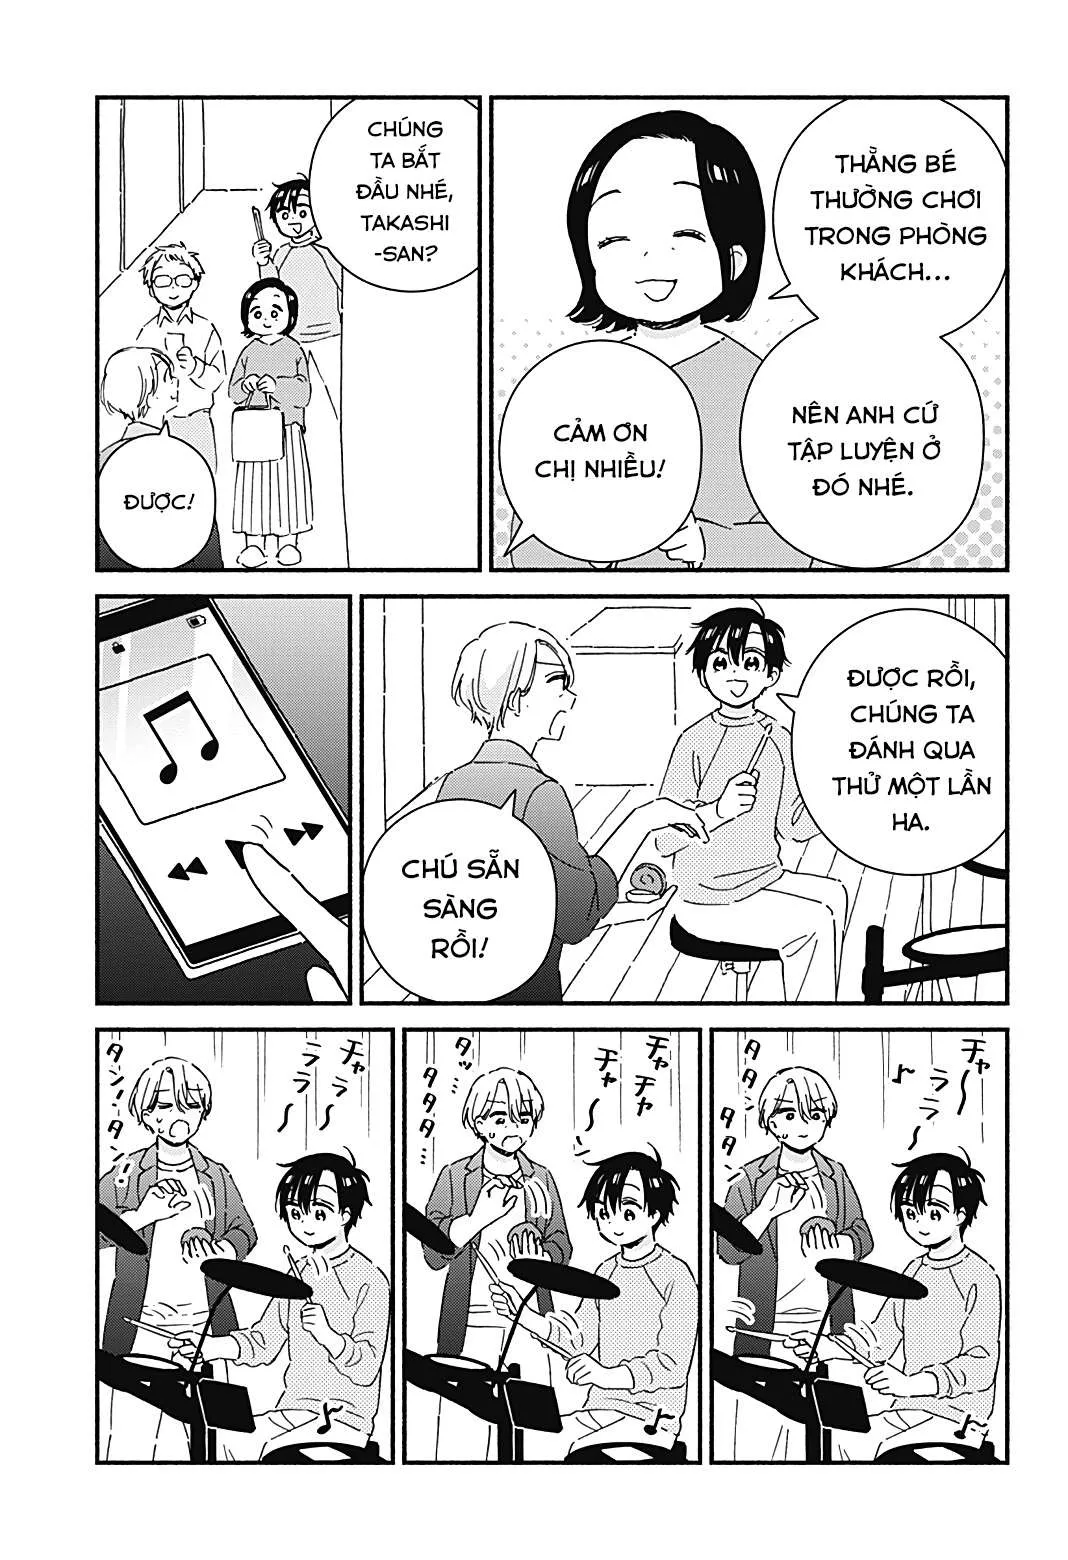 THẰNG BÉ
THƯỜNG CHƠI
TRONG PHÒNG
KHÁCH...
NÊN ANH CỨ
TẬP LUYỆN Ở
ĐÓ NHÉ.
CẢM ƠN
CHỊ NHIỀU!
CHÚNG
TA BẮT
ĐẦU NHÉ,
TAKASHI
-SAN?
ĐƯỢC!
ĐƯỢC RỒI,
CHÚNG TA
ĐÁNH QUA
THỬ MỘT LẦN
HA.
CHÚ SẴN
SÀNG
RỒI!
チャ
ララ〜
♪
タタタン
チャチャ
チャ〜ン
タッ…
タタタ
チャ
ララ
ラ〜
タン!
タタタン